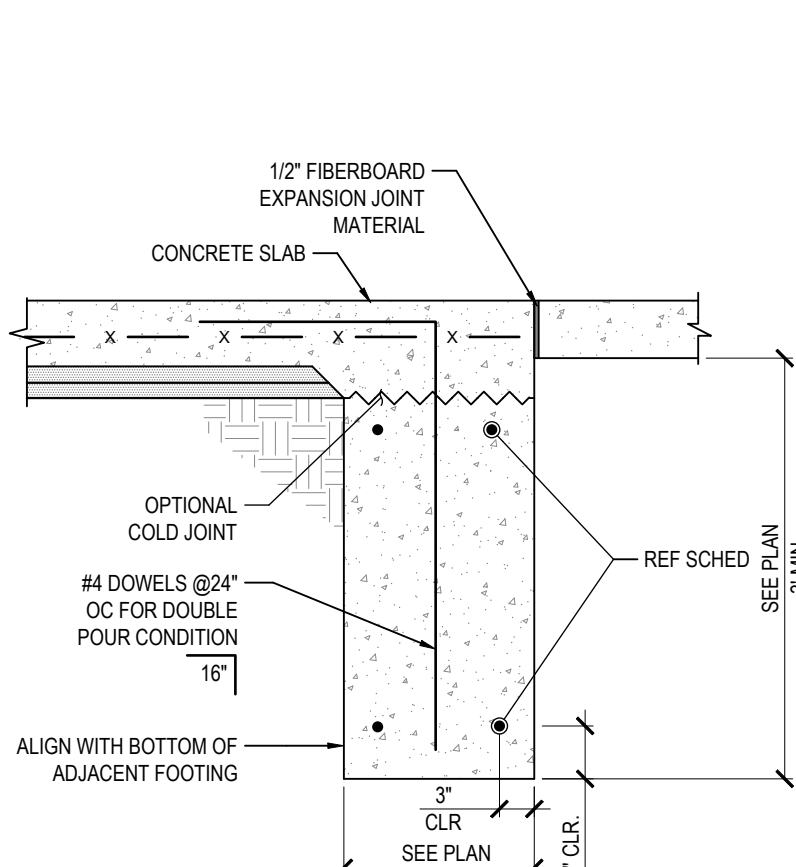 1/2" FIBERBOARD
EXPANSION JOINT
MATERIAL
CONCRETE SLAB
X
X
X
X
OPTIONAL
COLD JOINT
REF SCHED
#4 DOWELS @24"
OC FOR DOUBLE
POUR CONDITION
16"
ALIGN WITH BOTTOM OF
ADJACENT FOOTING
3"
CLR
SEE PLAN
" CLR.
SEE PLAN